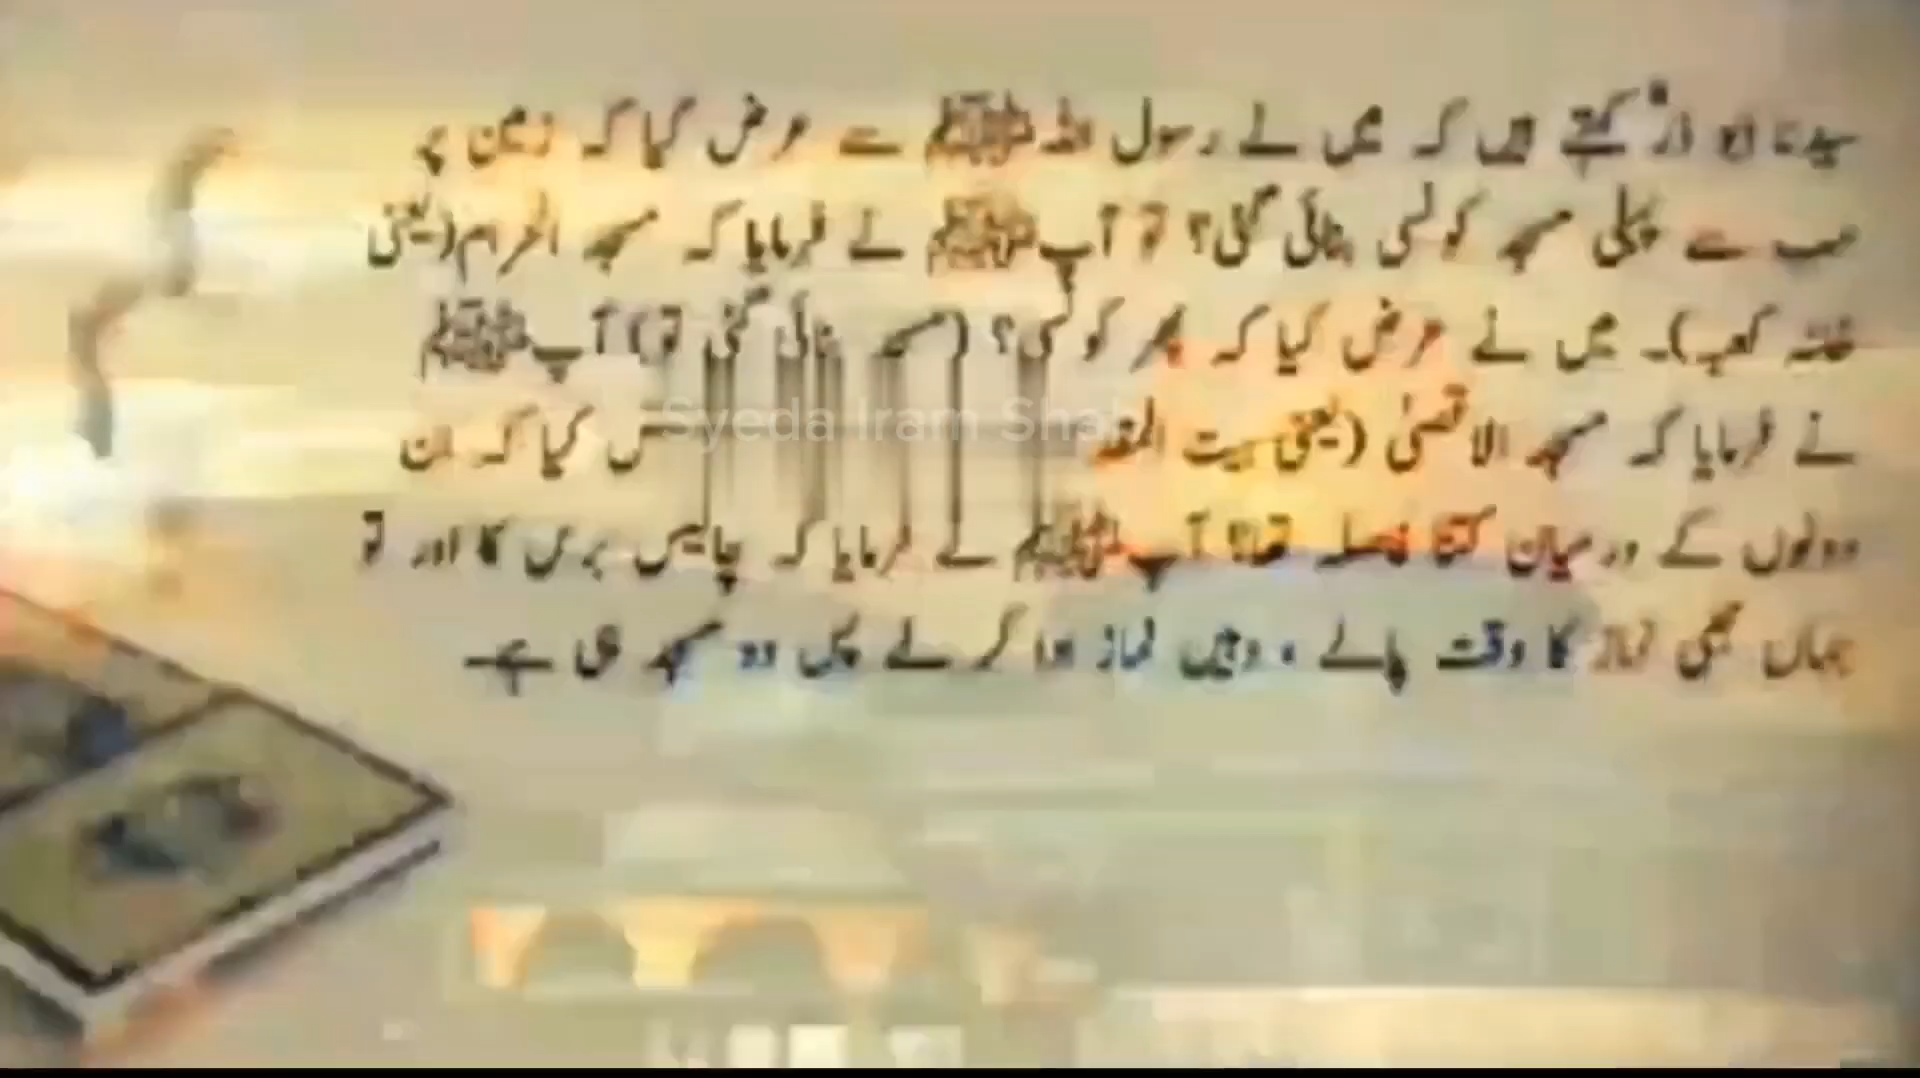 سیدنا ابو ذرؓ کہتے ہیں کہ میں نے رسول اللہ ﷺ سے عرض کیا کہ زمین پر
سب سے پہلی مسجد کونسی بنائی گئی؟ تو آپ ﷺ نے فرمایا کہ مسجد الحرام (یعنی
خانہ کعبہ)۔ میں نے عرض کیا کہ پھر کونسی؟ (مسجد بنائی گئی تو) آپ ﷺ
نے فرمایا کہ مسجد الاقصیٰ (یعنی بیت المقد کیا کہ ان
Syeda Iram Shah
دونوں کے درمیان کتنا فاصلہ تھا؟ آپ ﷺ نے فرمایا کہ چالیس برس کا اور تو
جہاں بھی نماز کا وقت پالے ، وہیں نماز ادا کر لے پس وہ مسجد ہی ہے۔